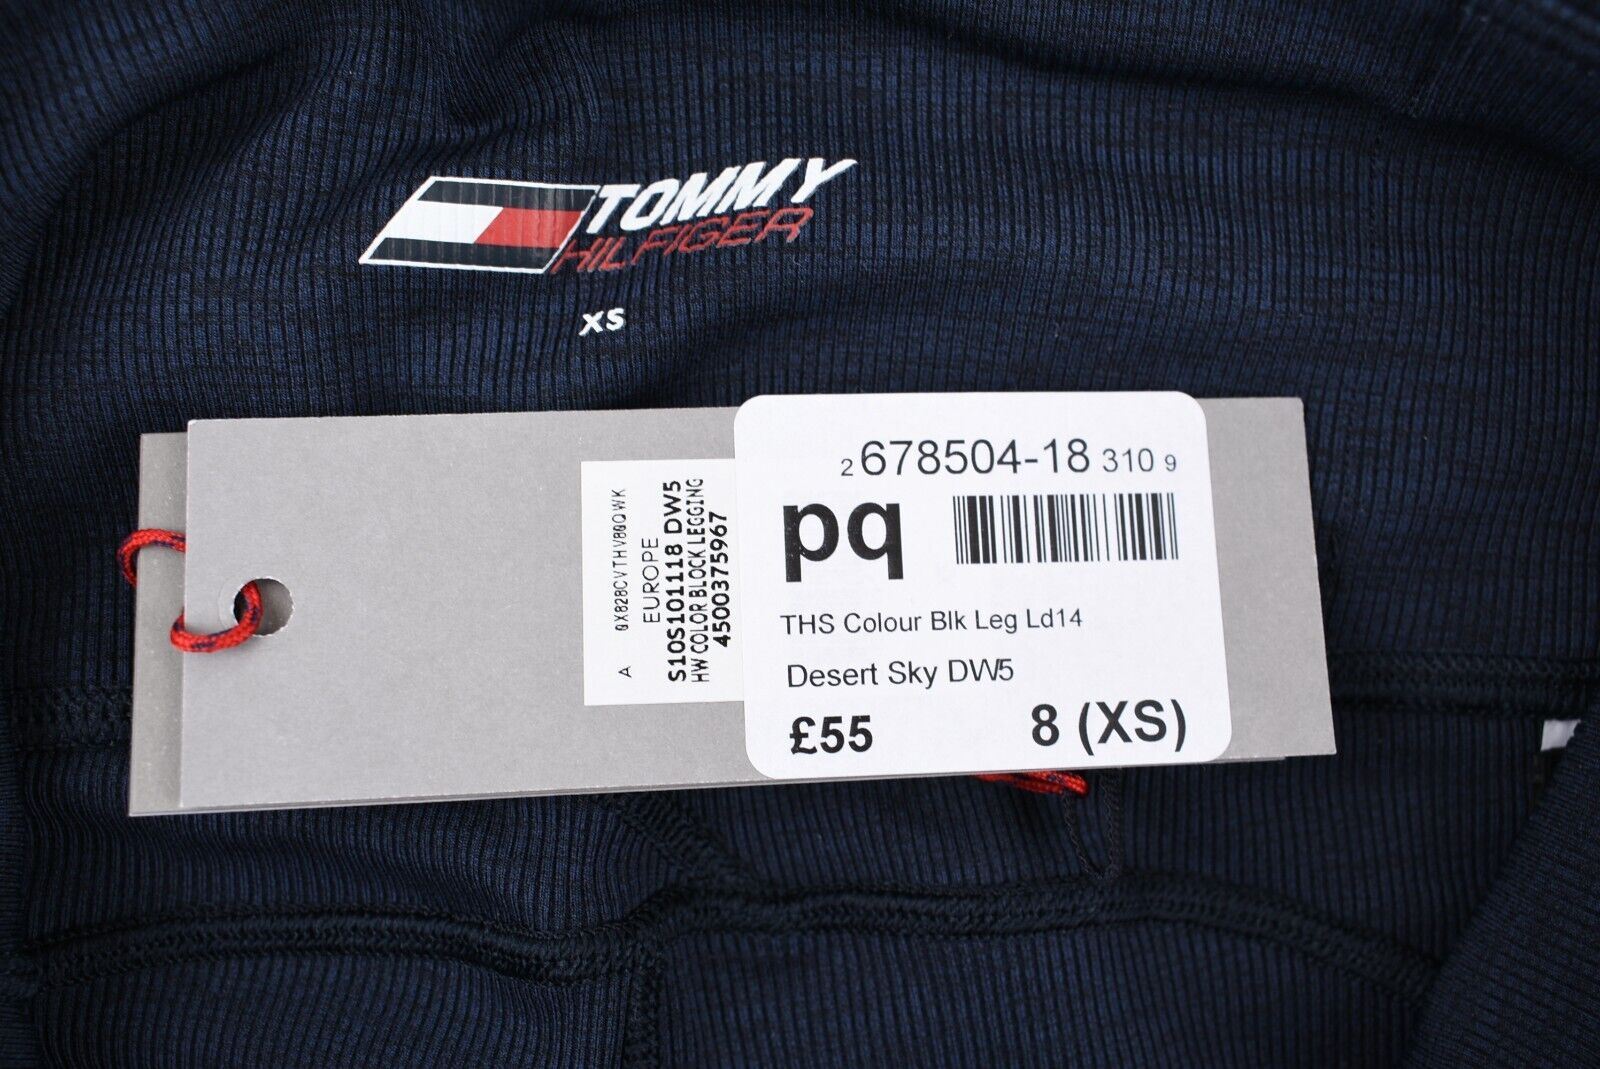 TOMMY
HILFIGER
XS
A 0X828CVTHV80QWK
EUROPE
S10S101118 DW5
HW COLOR BLOCK LEGGING
4500375967
2 678504-18 310 9
pq
THS Colour Blk Leg Ld14
Desert Sky DW5
£55 8 (XS)